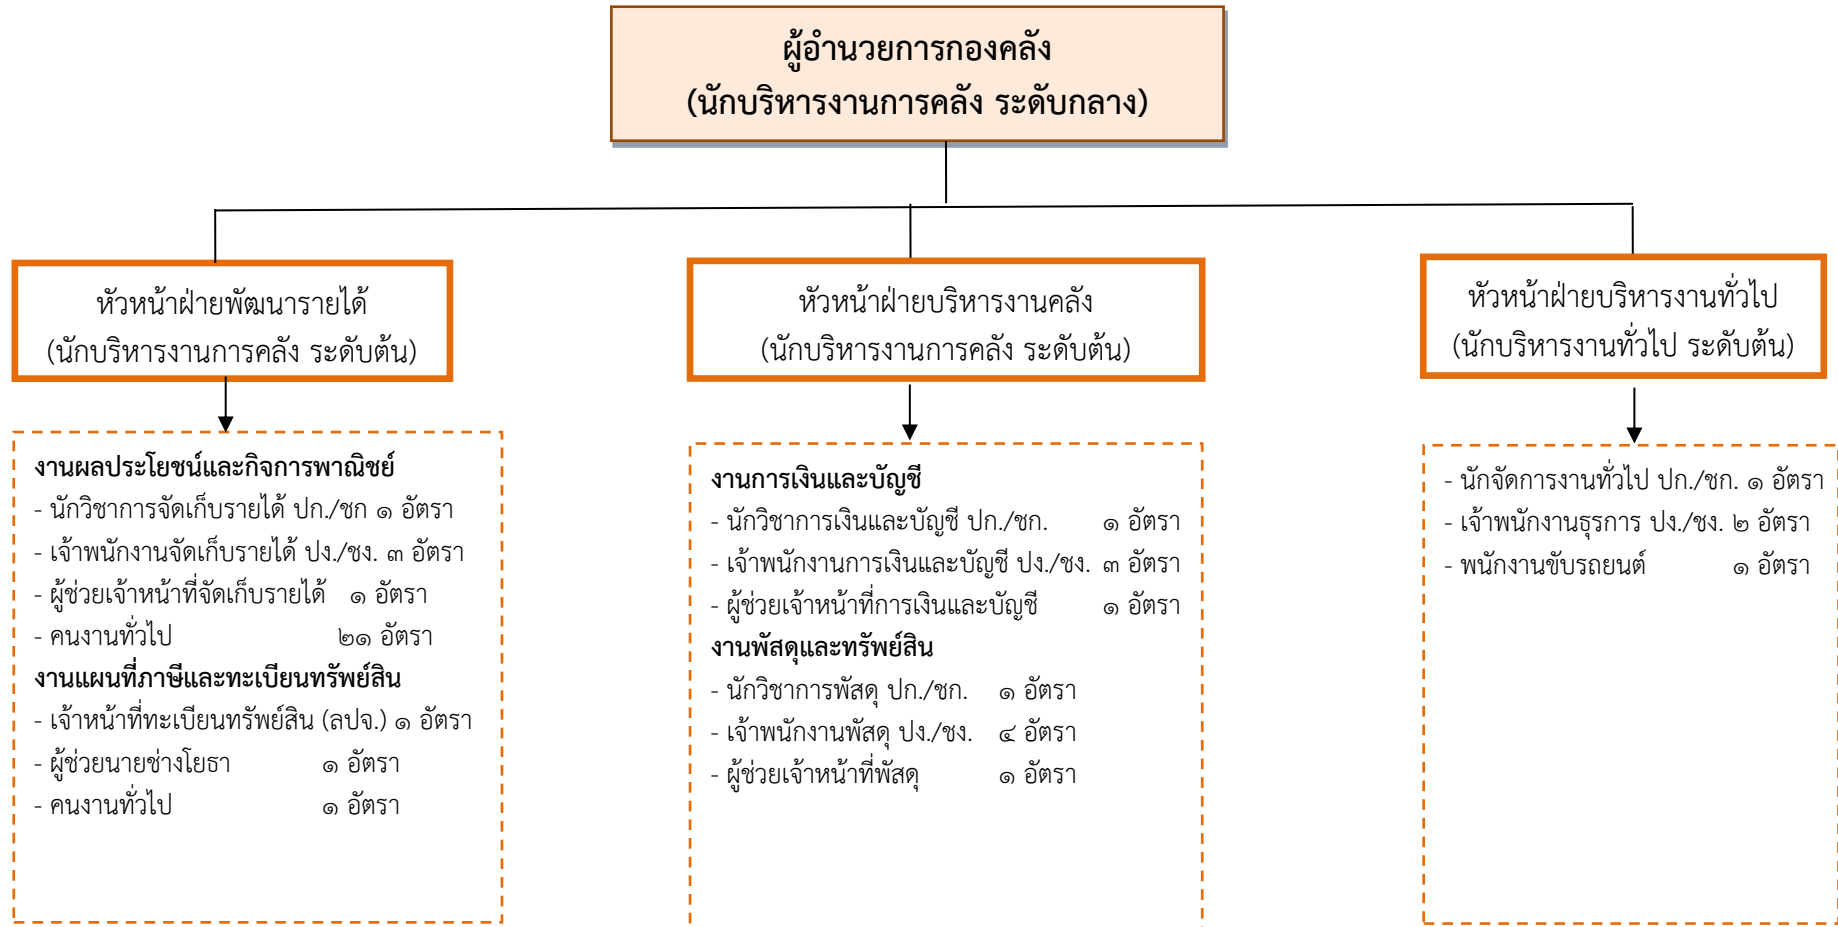 ผู้อำนวยการกองคลัง
(นักบริหารงานการคลัง ระดับกลาง)
หัวหน้าฝ่ายพัฒนารายได้
(นักบริหารงานการคลัง ระดับต้น)
งานผลประโยชน์และกิจการพาณิชย์
- นักวิชาการจัดเก็บรายได้ ปก./ชก ๑ อัตรา
- เจ้าพนักงานจัดเก็บรายได้ ปง./ชง. ๓ อัตรา
- ผู้ช่วยเจ้าหน้าที่จัดเก็บรายได้ ๑ อัตรา
- คนงานทั่วไป ๒๑ อัตรา
งานแผนที่ภาษีและทะเบียนทรัพย์สิน
- เจ้าหน้าที่ทะเบียนทรัพย์สิน (ลปจ.) ๑ อัตรา
- ผู้ช่วยนายช่างโยธา ๑ อัตรา
- คนงานทั่วไป ๑ อัตรา
หัวหน้าฝ่ายบริหารงานคลัง
(นักบริหารงานการคลัง ระดับต้น)
งานการเงินและบัญชี
- นักวิชาการเงินและบัญชี ปก./ชก. ๑ อัตรา
- เจ้าพนักงานการเงินและบัญชี ปง./ชง. ๓ อัตรา
- ผู้ช่วยเจ้าหน้าที่การเงินและบัญชี ๑ อัตรา
งานพัสดุและทรัพย์สิน
- นักวิชาการพัสดุ ปก./ชก. ๑ อัตรา
- เจ้าพนักงานพัสดุ ปง./ชง. ๔ อัตรา
- ผู้ช่วยเจ้าหน้าที่พัสดุ ๑ อัตรา
หัวหน้าฝ่ายบริหารงานทั่วไป
(นักบริหารงานทั่วไป ระดับต้น)
- นักจัดการงานทั่วไป ปก./ชก. ๑ อัตรา
- เจ้าพนักงานธุรการ ปง./ชง. ๒ อัตรา
- พนักงานขับรถยนต์ ๑ อัตรา